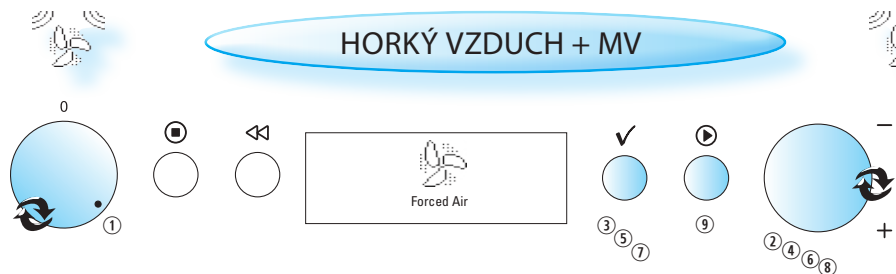 HORKÝ VZDUCH + MV
0
Forced Air
−
+
①
③
⑤
⑦
⑨
② ④ ⑥ ⑧